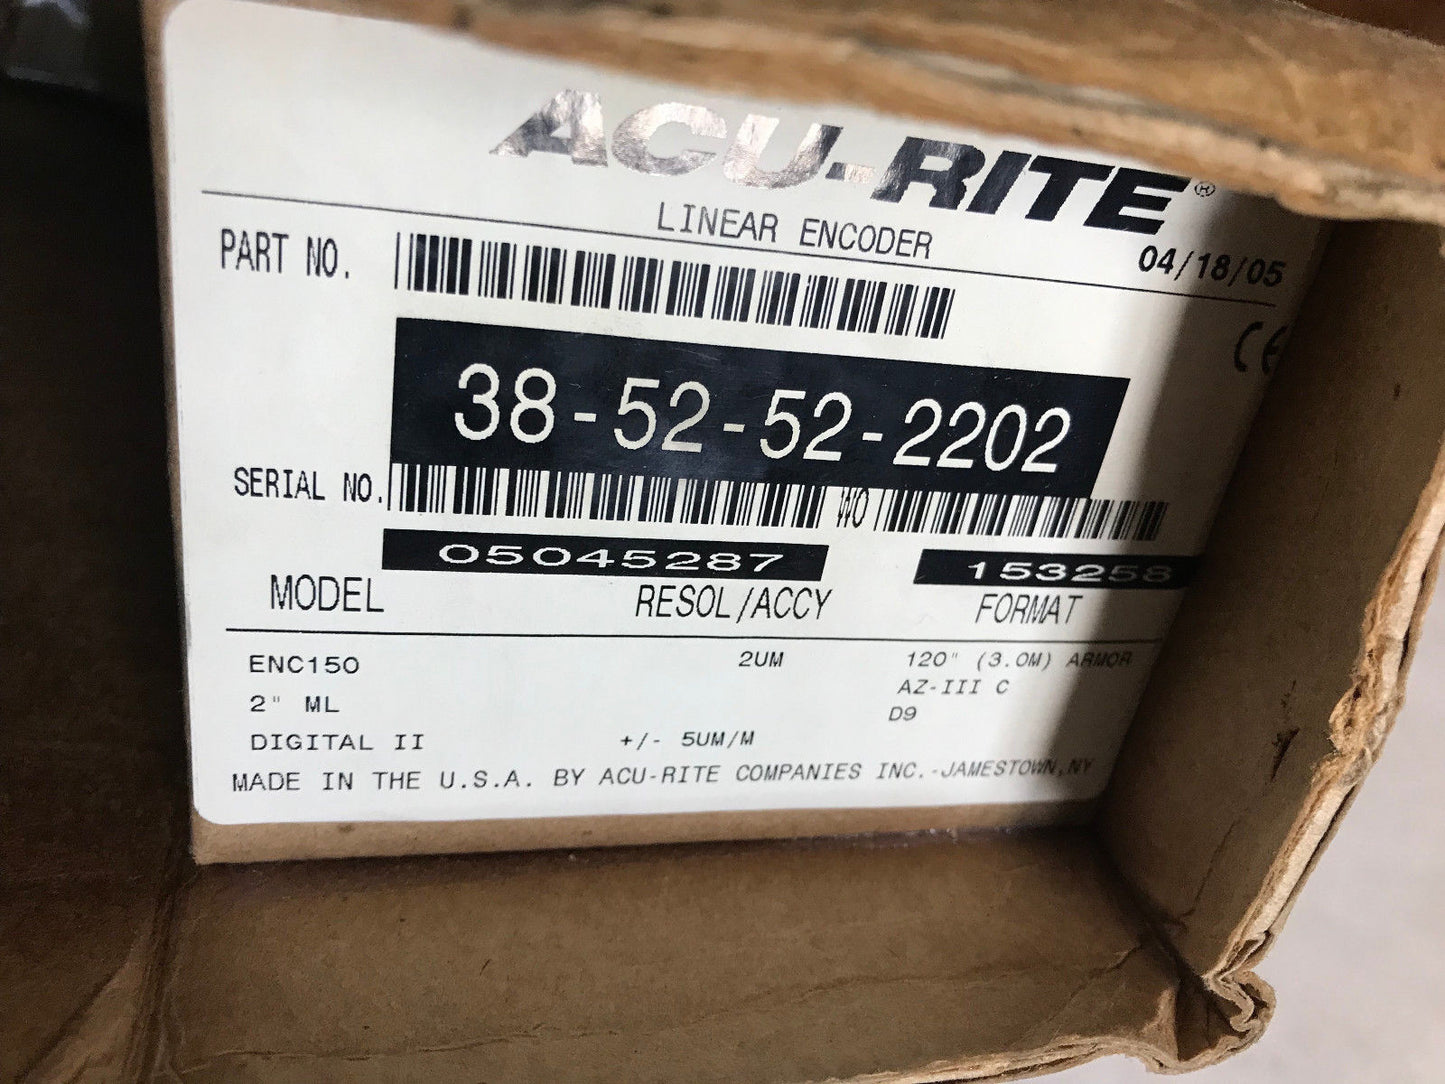 ACU-RITE®
LINEAR ENCODER
04/18/05
PART NO.
CE
38-52-52-2202
SERIAL NO. WO
05045287 153258
MODEL RESOL/ACCY FORMAT
ENC150 2UM 120" (3.0M) ARMOR
2" ML AZ-III C
D9
DIGITAL II +/- 5UM/M
MADE IN THE U.S.A. BY ACU-RITE COMPANIES INC.-JAMESTOWN,NY